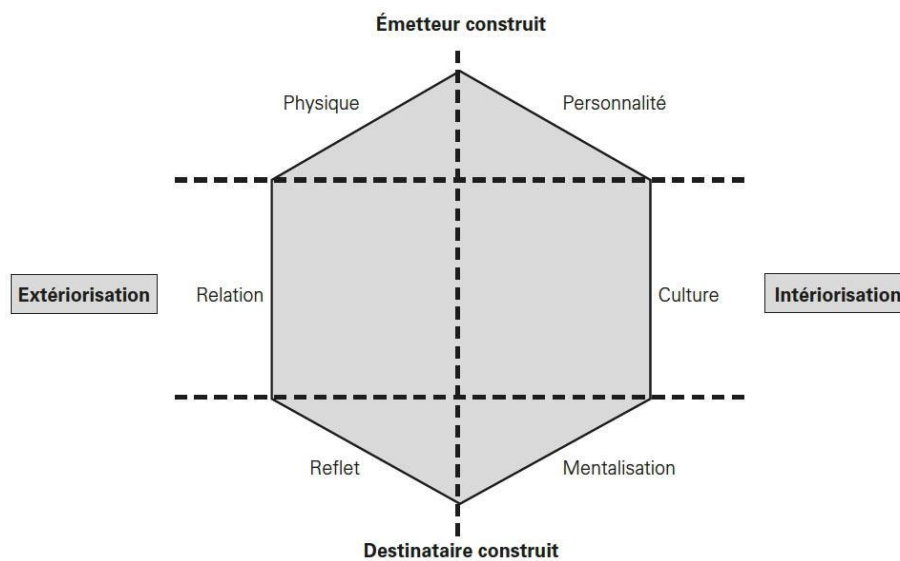 Émetteur construit
Physique
Personnalité
Extériorisation
Relation
Culture
Intériorisation
Reflet
Mentalisation
Destinataire construit